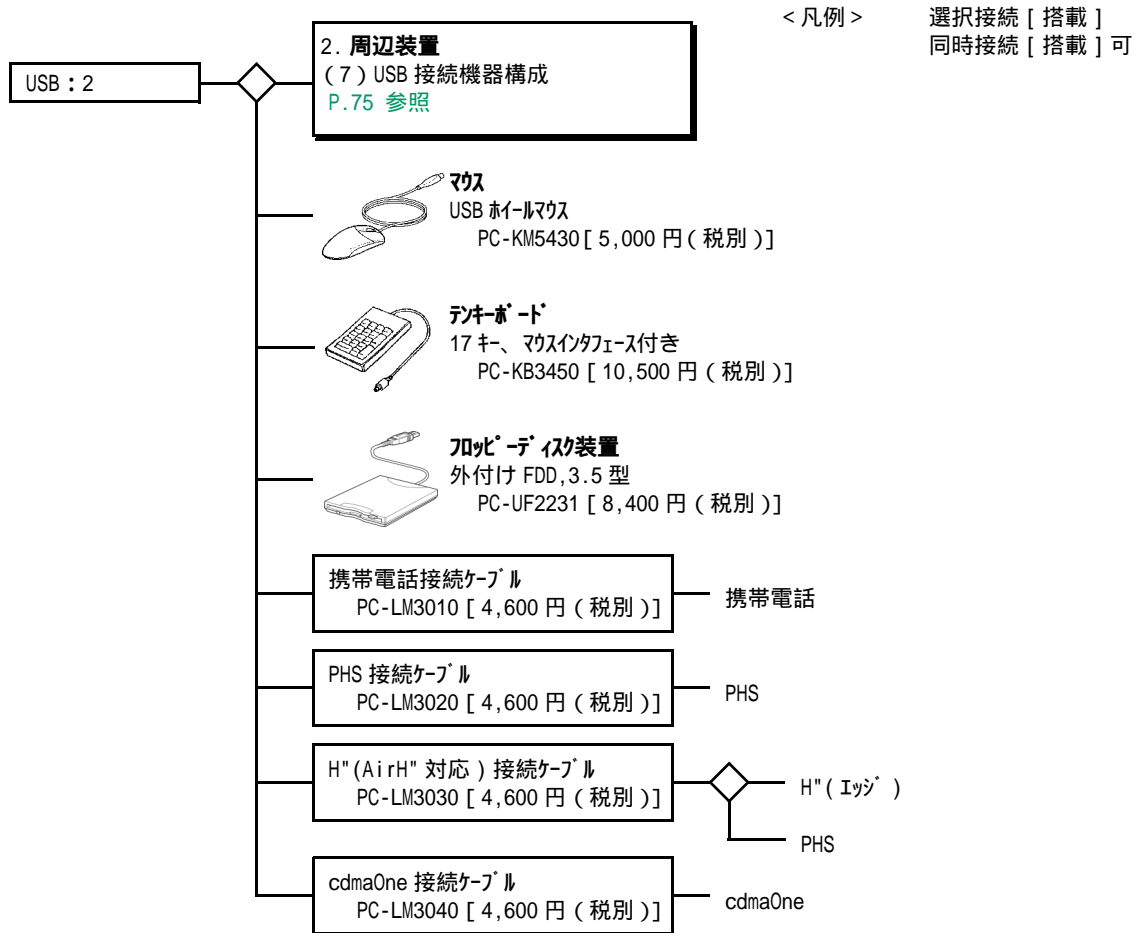 <凡例> 選択接続[搭載]
同時接続[搭載]可
USB:2
2. 周辺装置
(7)USB 接続機器構成
P.75 参照
マウス
USB ホイールマウス
PC-KM5430[5,000 円(税別)]
テンキーボード
17 キー、マウスインタフェース付き
PC-KB3450[10,500 円(税別)]
フロッピーディスク装置
外付け FDD,3.5 型
PC-UF2231[8,400 円(税別)]
携帯電話接続ケーブル
PC-LM3010[4,600 円(税別)]
携帯電話
PHS 接続ケーブル
PC-LM3020[4,600 円(税別)]
PHS
H"(AirH" 対応)接続ケーブル
PC-LM3030[4,600 円(税別)]
H"(エッジ)
PHS
cdmaOne 接続ケーブル
PC-LM3040[4,600 円(税別)]
cdmaOne